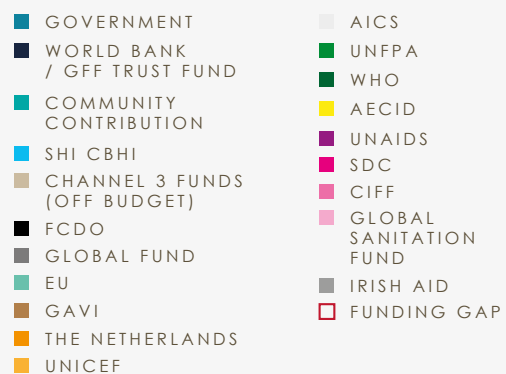 GOVERNMENT
WORLD BANK
/ GFF TRUST FUND
COMMUNITY
CONTRIBUTION
SHI CBHI
CHANNEL 3 FUNDS
(OFF BUDGET)
FCDO
GLOBAL FUND
EU
GAVI
THE NETHERLANDS
UNICEF
AICS
UNFPA
WHO
AECID
UNAIDS
SDC
CIFF
GLOBAL
SANITATION
FUND
IRISH AID
FUNDING GAP